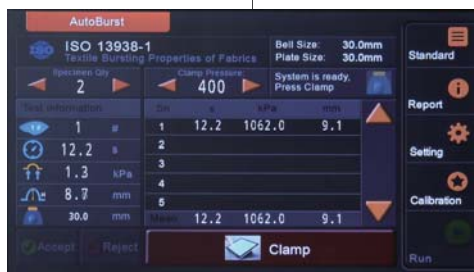 AutoBurst
ISO
ISO 13938-1
Textile Bursting Properties of Fabrics
Bell Size: 30.0mm
Plate Size: 30.0mm
Standard
Specimen Qty
2
Clamp Pressure
400
System is ready,
Press Clamp
Report
Test Information
Sn s kPa mm
1 #
1 12.2 1062.0 9.1
12.2 s
2
Setting
1.3 kPa
3
4
8.7 mm
5
Calibration
30.0 mm
Mean 12.2 1062.0 9.1
Accept
Reject
Clamp
Run